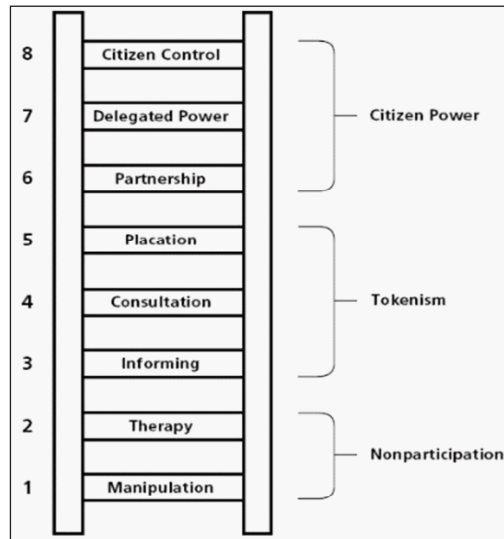 8 Citizen Control
7 Delegated Power
Citizen Power
6 Partnership
5 Placation
4 Consultation
Tokenism
3 Informing
2 Therapy
Nonparticipation
1 Manipulation